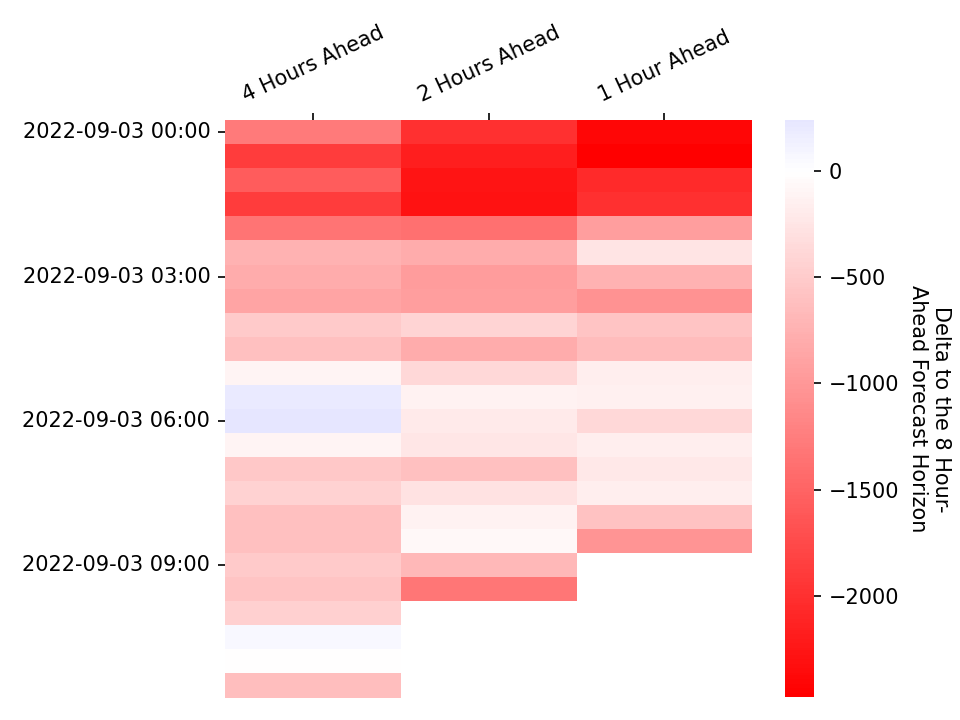 4 Hours Ahead
2 Hours Ahead
1 Hour Ahead
2022-09-03 00:00
2022-09-03 03:00
2022-09-03 06:00
2022-09-03 09:00
0
−500
−1000
−1500
−2000
Delta to the 8 Hour-
Ahead Forecast Horizon